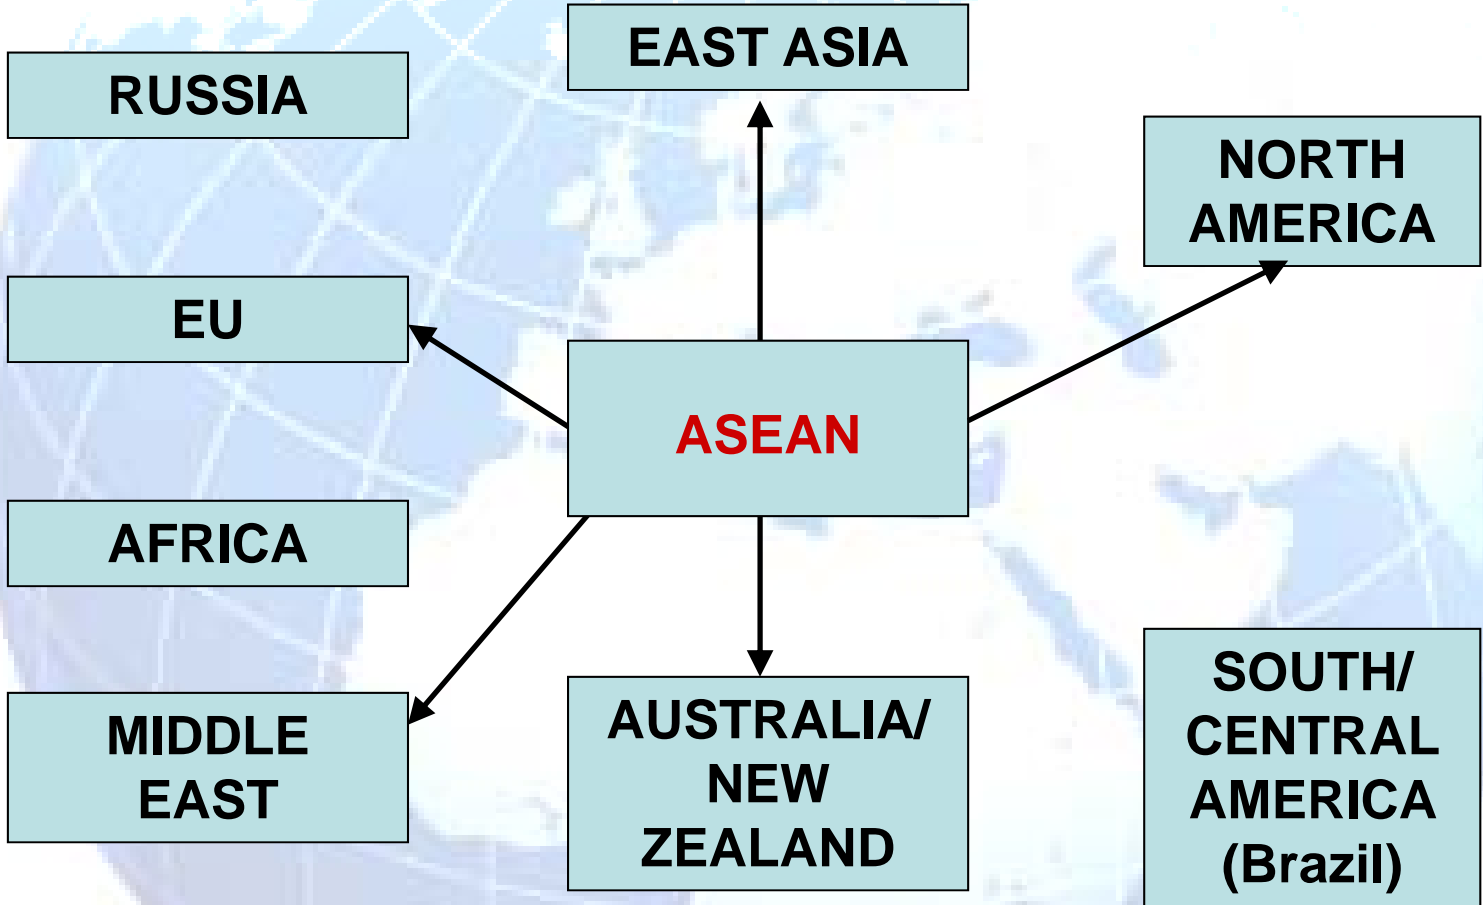 EAST ASIA
RUSSIA
NORTH
AMERICA
EU
ASEAN
AFRICA
MIDDLE
EAST
AUSTRALIA/
NEW
ZEALAND
SOUTH/
CENTRAL
AMERICA
(Brazil)